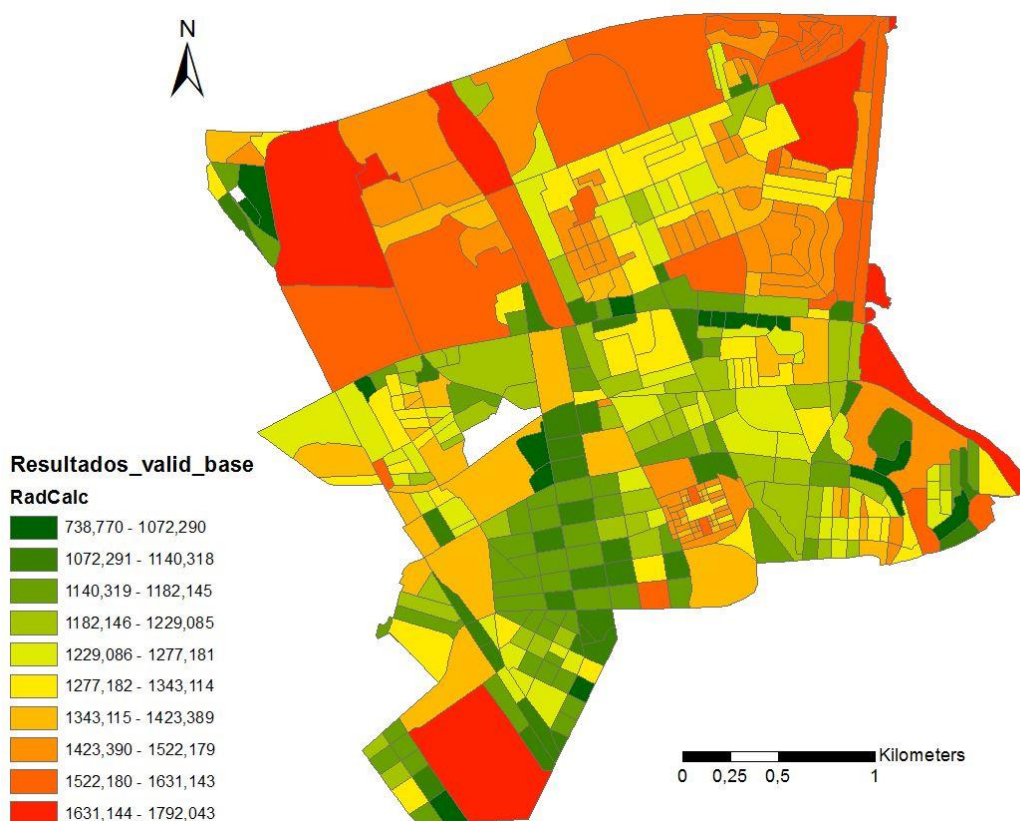 N
Resultados_valid_base
RadCalc
738,770 - 1072,290
1072,291 - 1140,318
1140,319 - 1182,145
1182,146 - 1229,085
1229,086 - 1277,181
1277,182 - 1343,114
1343,115 - 1423,389
1423,390 - 1522,179
1522,180 - 1631,143
1631,144 - 1792,043
Kilometers
0 0,25 0,5 1